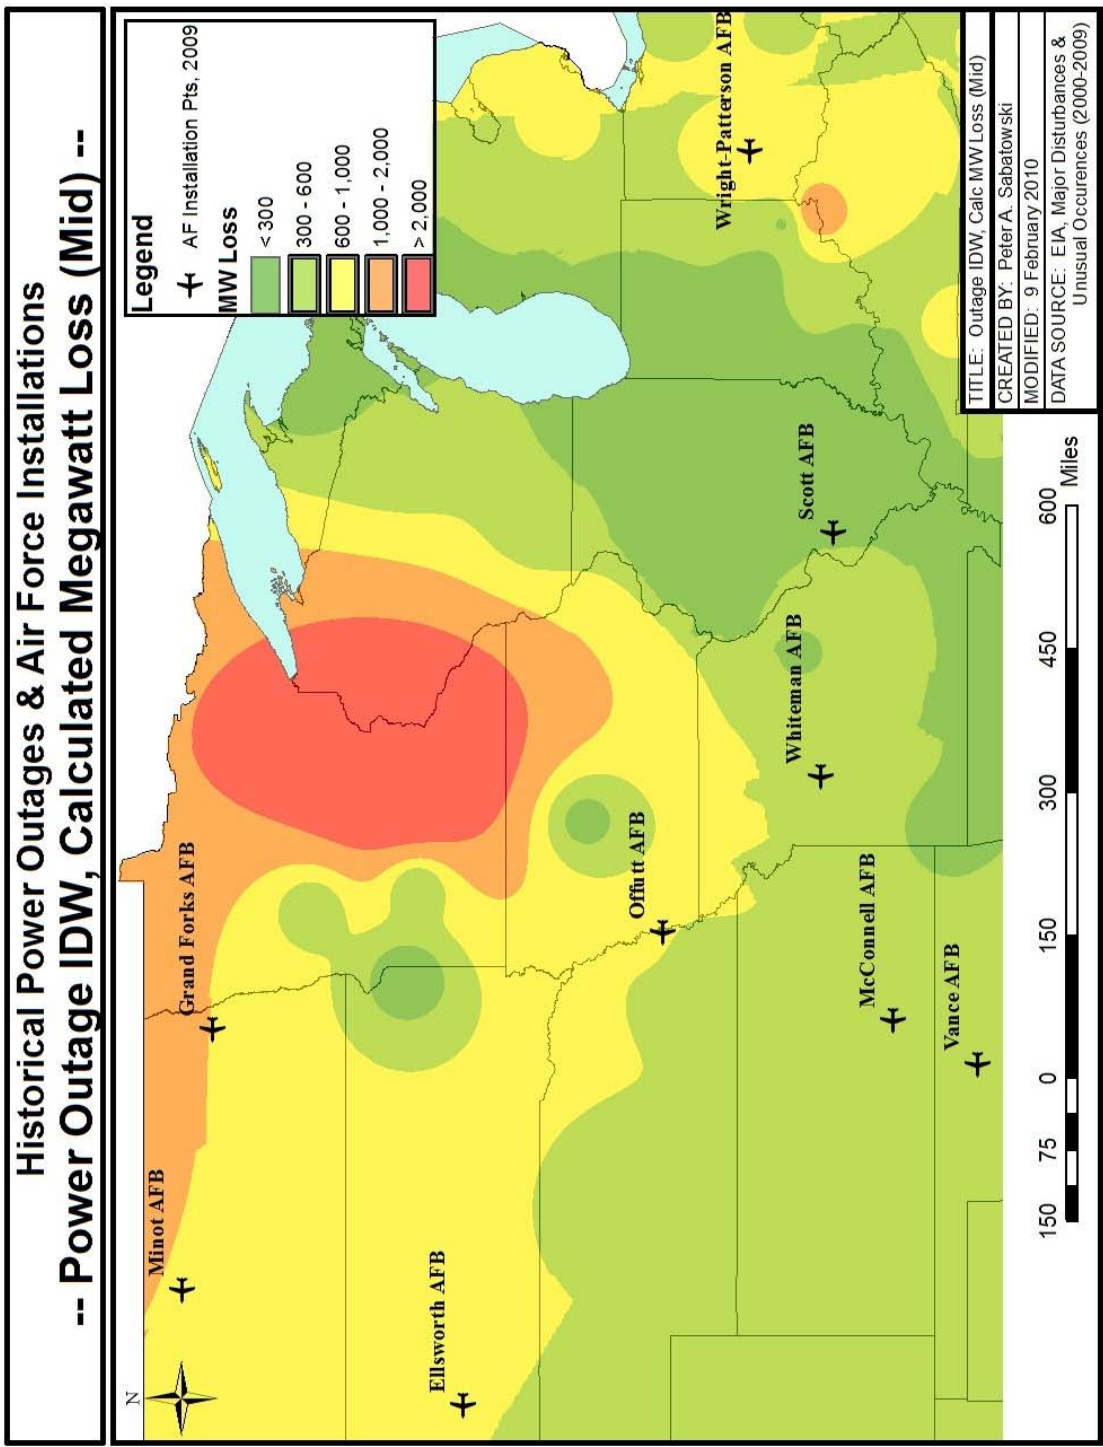 Historical Power Outages & Air Force Installations
-- Power Outage IDW, Calculated Megawatt Loss (Mid) --
N
Minot AFB
Grand Forks AFB
Ellsworth AFB
Offutt AFB
Whiteman AFB
Scott AFB
McConnell AFB
Vance AFB
Wright-Patterson AFB
Legend
AF Installation Pts, 2009
MW Loss
< 300
300 - 600
600 - 1,000
1,000 - 2,000
> 2,000
150 75 0 150 300 450 600
Miles
TITLE: Outage IDW, Calc MW Loss (Mid)
CREATED BY: Peter A. Sabatowski
MODIFIED: 9 February 2010
DATA SOURCE: EIA, Major Disturbances &
Unusual Occurences (2000-2009)